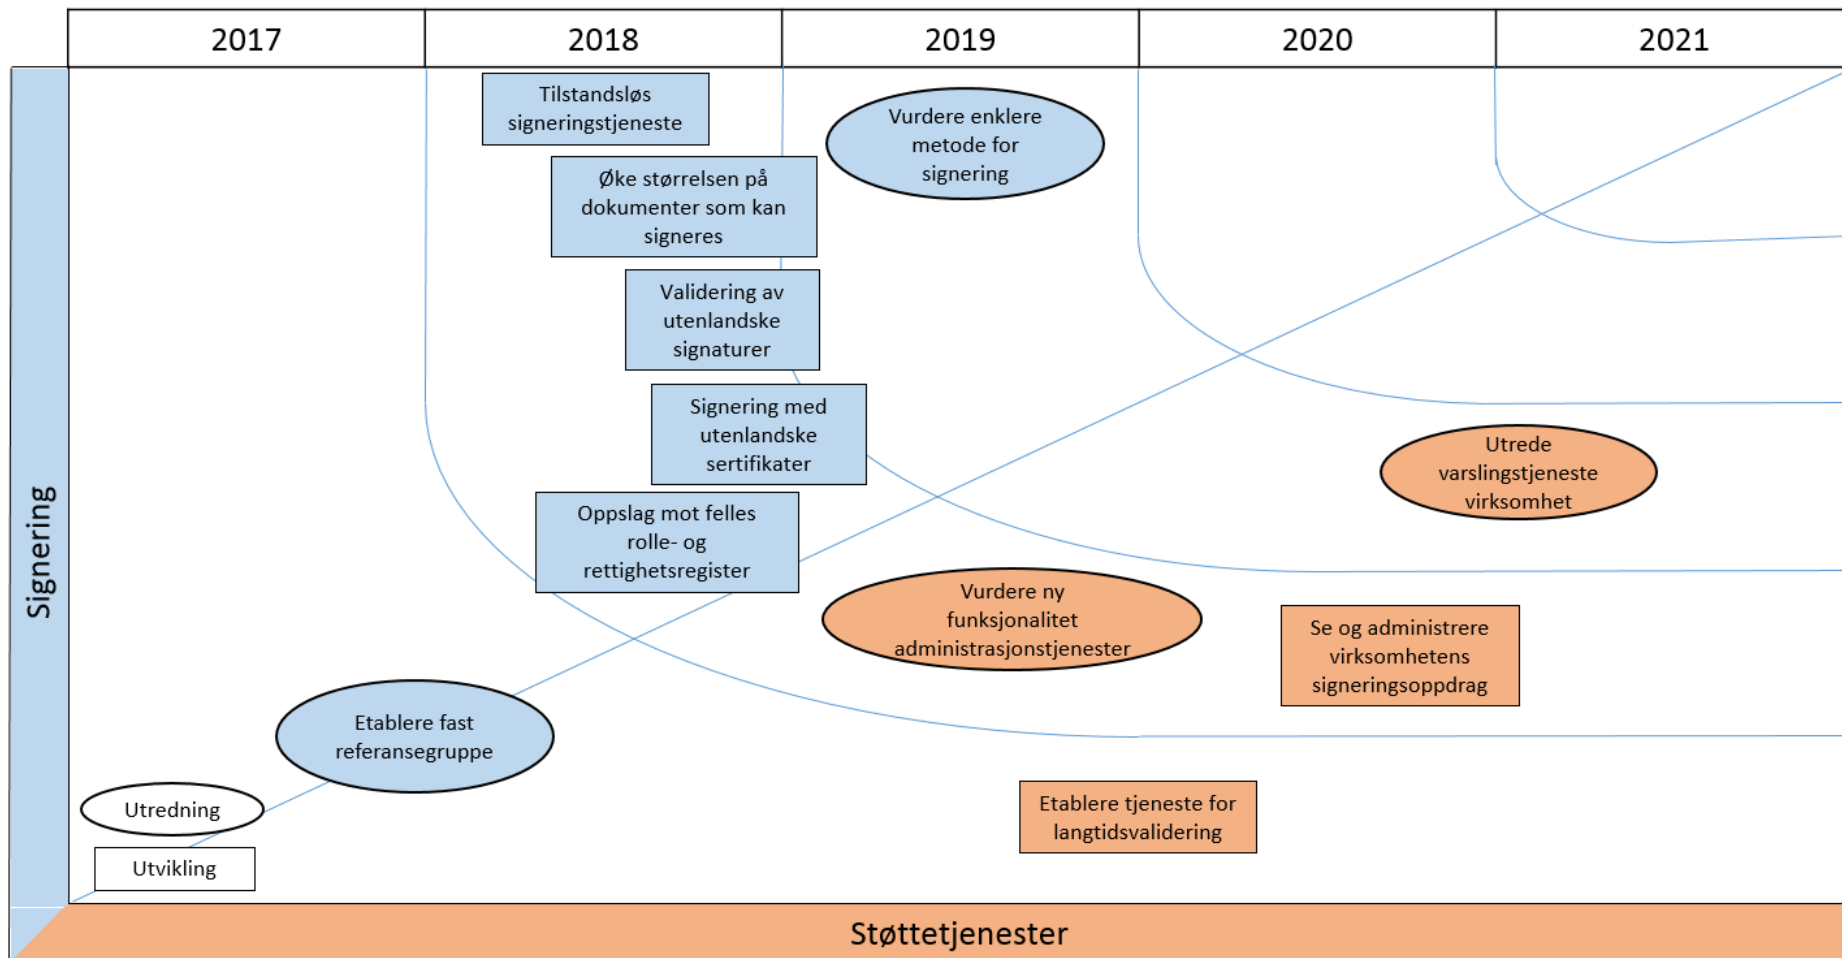 2017
2018
2019
2020
2021
Tilstandsløs
signeringstjeneste
Vurdere enklere
metode for
signering
Øke størrelsen på
dokumenter som kan
signeres
Validering av
utenlandske
signaturer
Signering med
utenlandske
sertifikater
Utrede
varslingstjeneste
virksomhet
Oppslag mot felles
rolle- og
rettighetsregister
Vurdere ny
funksjonalitet
administrasjonstjenester
Se og administrere
virksomhetens
signeringsoppdrag
Etablere fast
referansegruppe
Utredning
Utvikling
Etablere tjeneste for
langtidsvalidering
Signering
Støttetjenester